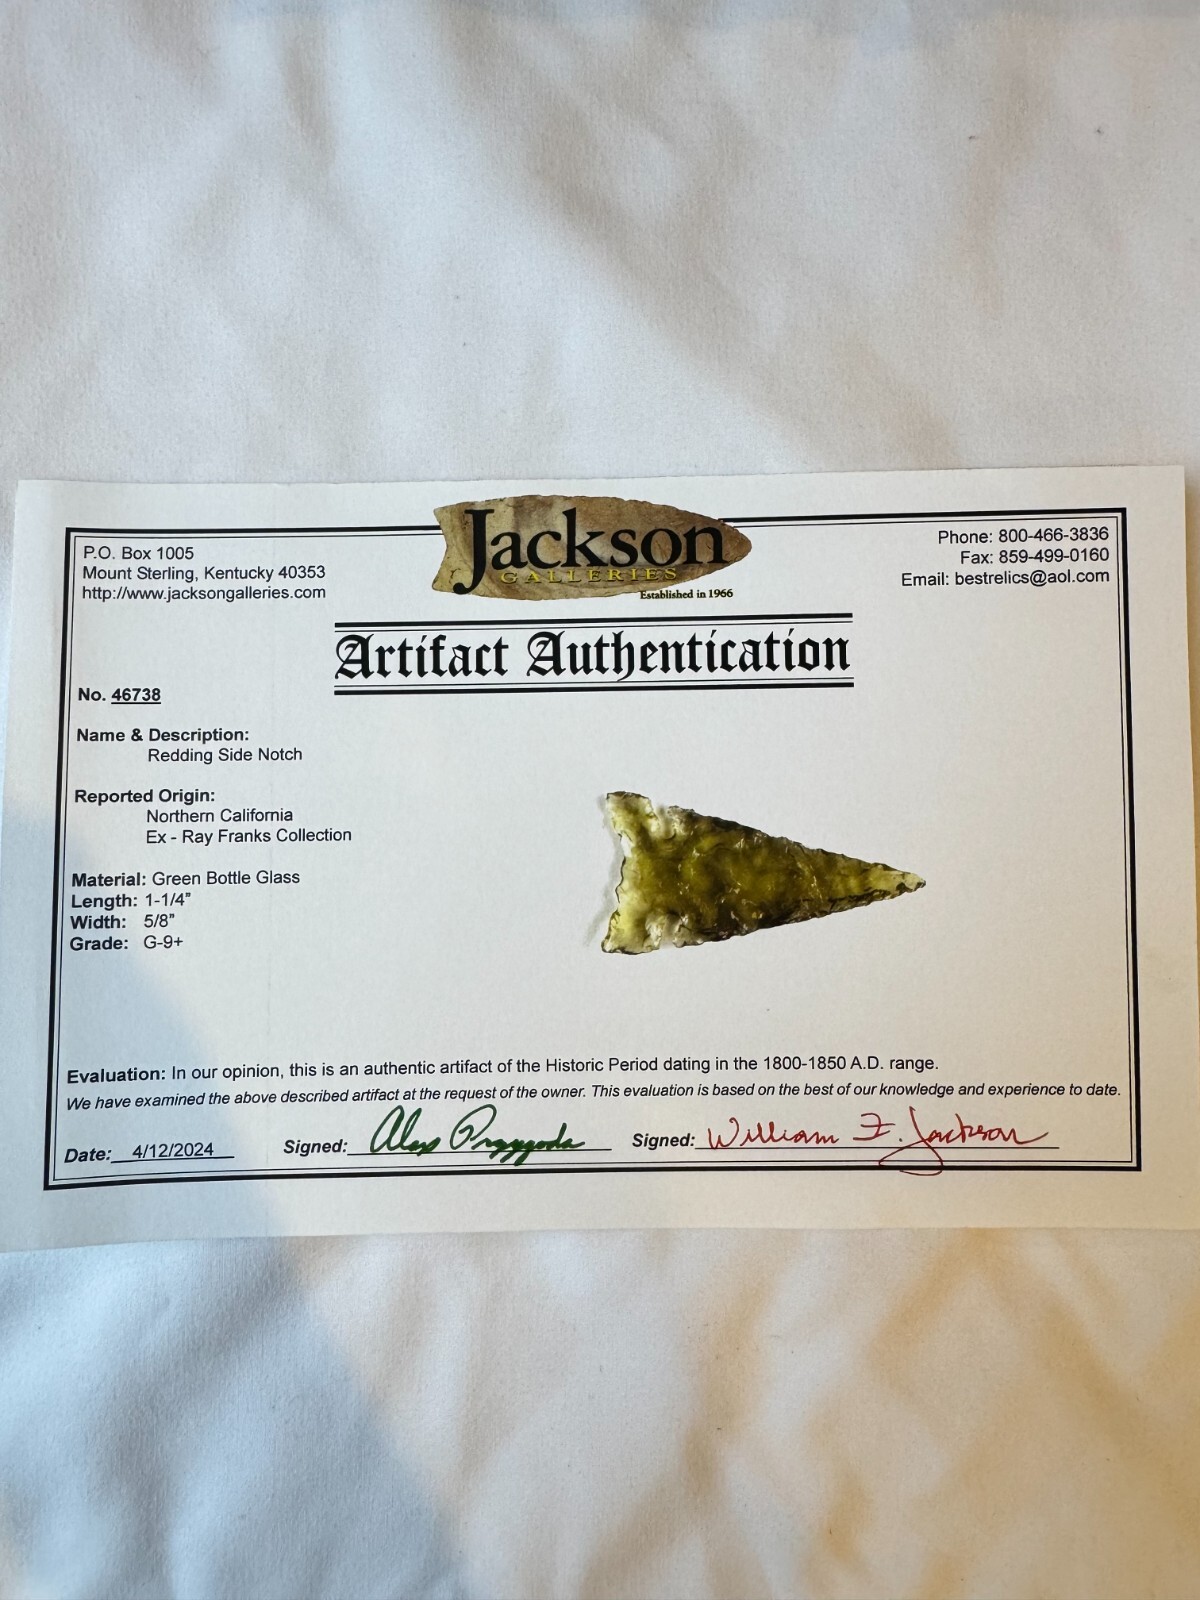 P.O. Box 1005
Mount Sterling, Kentucky 40353
http://www.jacksongalleries.com
Jackson
GALLERIES
Established in 1966
Phone: 800-466-3836
Fax: 859-499-0160
Email: bestrelics@aol.com
Artifact Authentication
No. 46738
Name & Description:
Redding Side Notch
Reported Origin:
Northern California
Ex - Ray Franks Collection
Material: Green Bottle Glass
Length: 1-1/4"
Width: 5/8"
Grade: G-9+
Evaluation: In our opinion, this is an authentic artifact of the Historic Period dating in the 1800-1850 A.D. range.
We have examined the above described artifact at the request of the owner. This evaluation is based on the best of our knowledge and experience to date.
Date: 4/12/2024 Signed: Alex Przygoda Signed: William F. Jackson